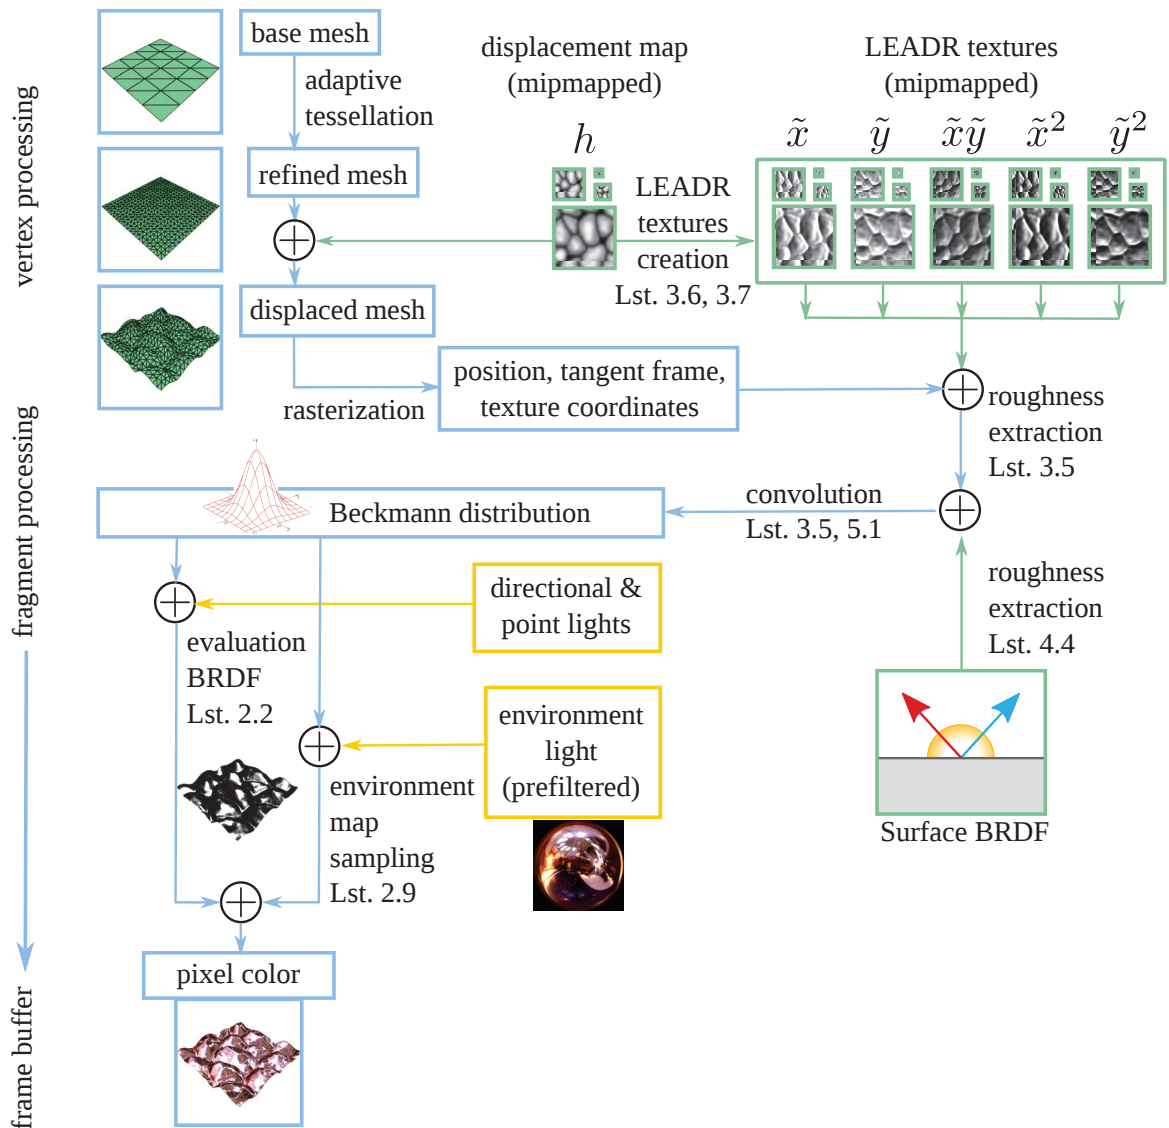 base mesh
adaptive
tessellation
refined mesh
displaced mesh
rasterization
vertex processing
displacement map
(mipmapped)
h
LEADR
textures
creation
Lst. 3.6, 3.7
LEADR textures
(mipmapped)
x̃ ỹ x̃ỹ x̃² ỹ²
position, tangent frame,
texture coordinates
roughness
extraction
Lst. 3.5
fragment processing
Beckmann distribution
convolution
Lst. 3.5, 5.1
roughness
extraction
Lst. 4.4
Surface BRDF
directional &
point lights
evaluation
BRDF
Lst. 2.2
environment
light
(prefiltered)
environment
map
sampling
Lst. 2.9
pixel color
frame buffer